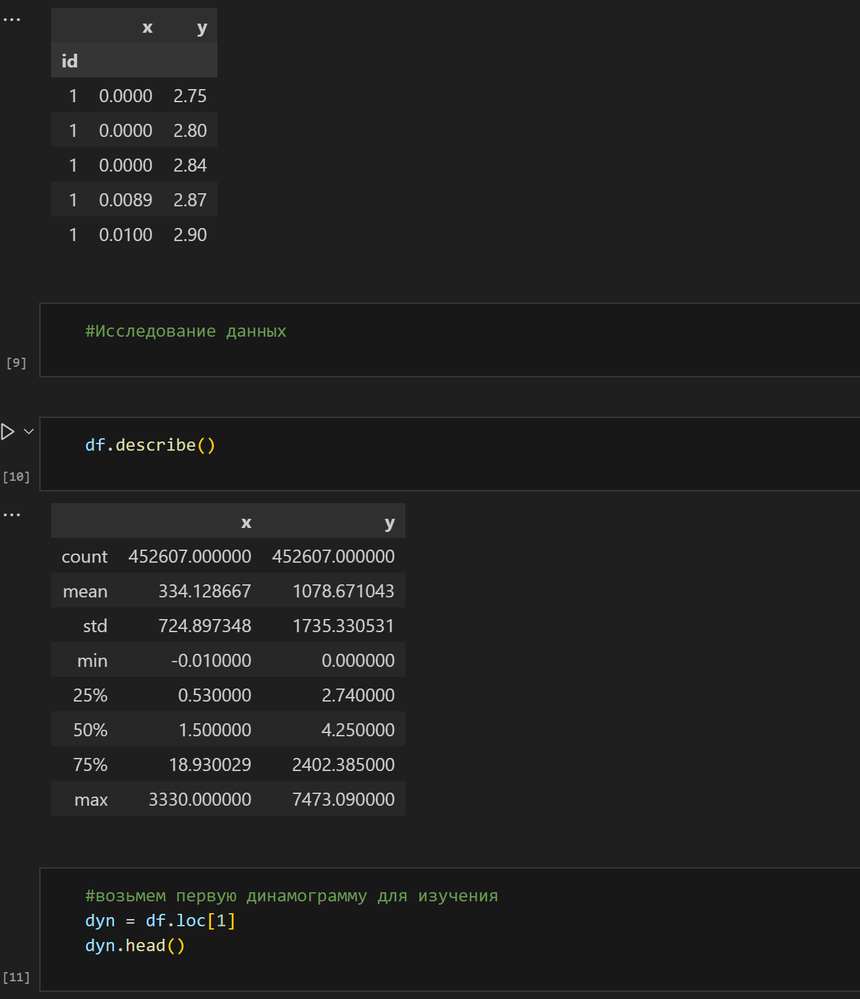 ...
x y
id
1 0.0000 2.75
1 0.0000 2.80
1 0.0000 2.84
1 0.0089 2.87
1 0.0100 2.90
#Исследование данных
[9]
df.describe()
[10]
...
x y
count 452607.000000 452607.000000
mean 334.128667 1078.671043
std 724.897348 1735.330531
min -0.010000 0.000000
25% 0.530000 2.740000
50% 1.500000 4.250000
75% 18.930029 2402.385000
max 3330.000000 7473.090000
#возьмем первую динамограмму для изучения
dyn = df.loc[1]
dyn.head()
[11]